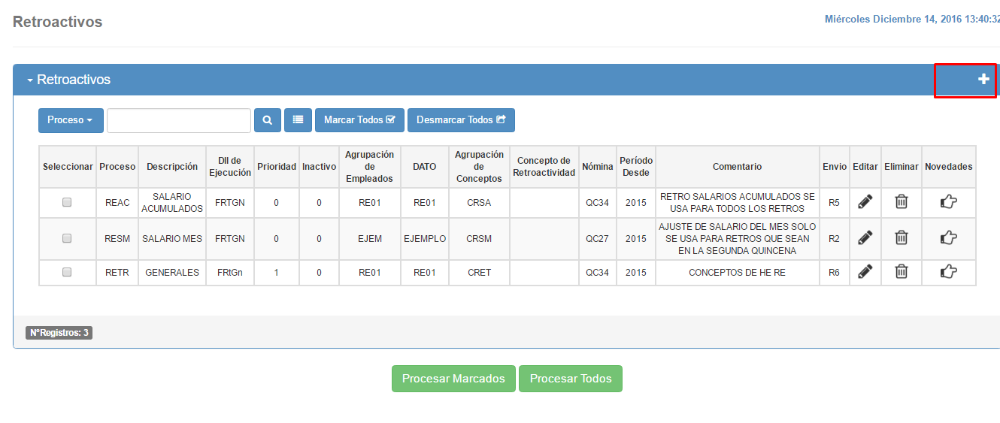 Retroactivos
Miércoles Diciembre 14, 2016 13:40:32
Retroactivos
Proceso
Marcar Todos
Desmarcar Todos
Seleccionar Proceso Descripción Dll de Ejecución Prioridad Inactivo Agrupación de Empleados DATO Agrupación de Conceptos Concepto de Retroactividad Nómina Período Desde Comentario Envio Editar Eliminar Novedades
REAC SALARIO ACUMULADOS FRTGN 0 0 RE01 RE01 CRSA QC34 2015 RETRO SALARIOS ACUMULADOS SE USA PARA TODOS LOS RETROS R5
RESM SALARIO MES FRTGN 0 0 EJEM EJEMPLO CRSM QC27 2015 AJUSTE DE SALARIO DEL MES SOLO SE USA PARA RETROS QUE SEAN EN LA SEGUNDA QUINCENA R2
RETR GENERALES FRtGn 1 0 RE01 RE01 CRET QC34 2015 CONCEPTOS DE HE RE R6
N°Registros: 3
Procesar Marcados
Procesar Todos